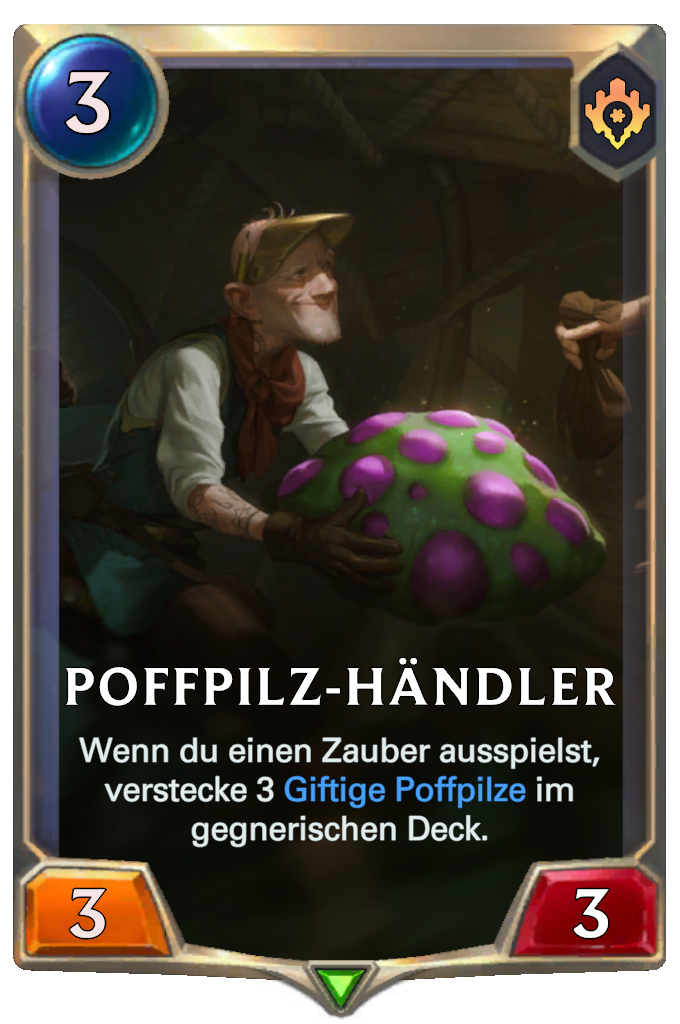 3
POFFPILZ-HÄNDLER
Wenn du einen Zauber ausspielst,
verstecke 3 Giftige Poffpilze im
gegnerischen Deck.
3
3